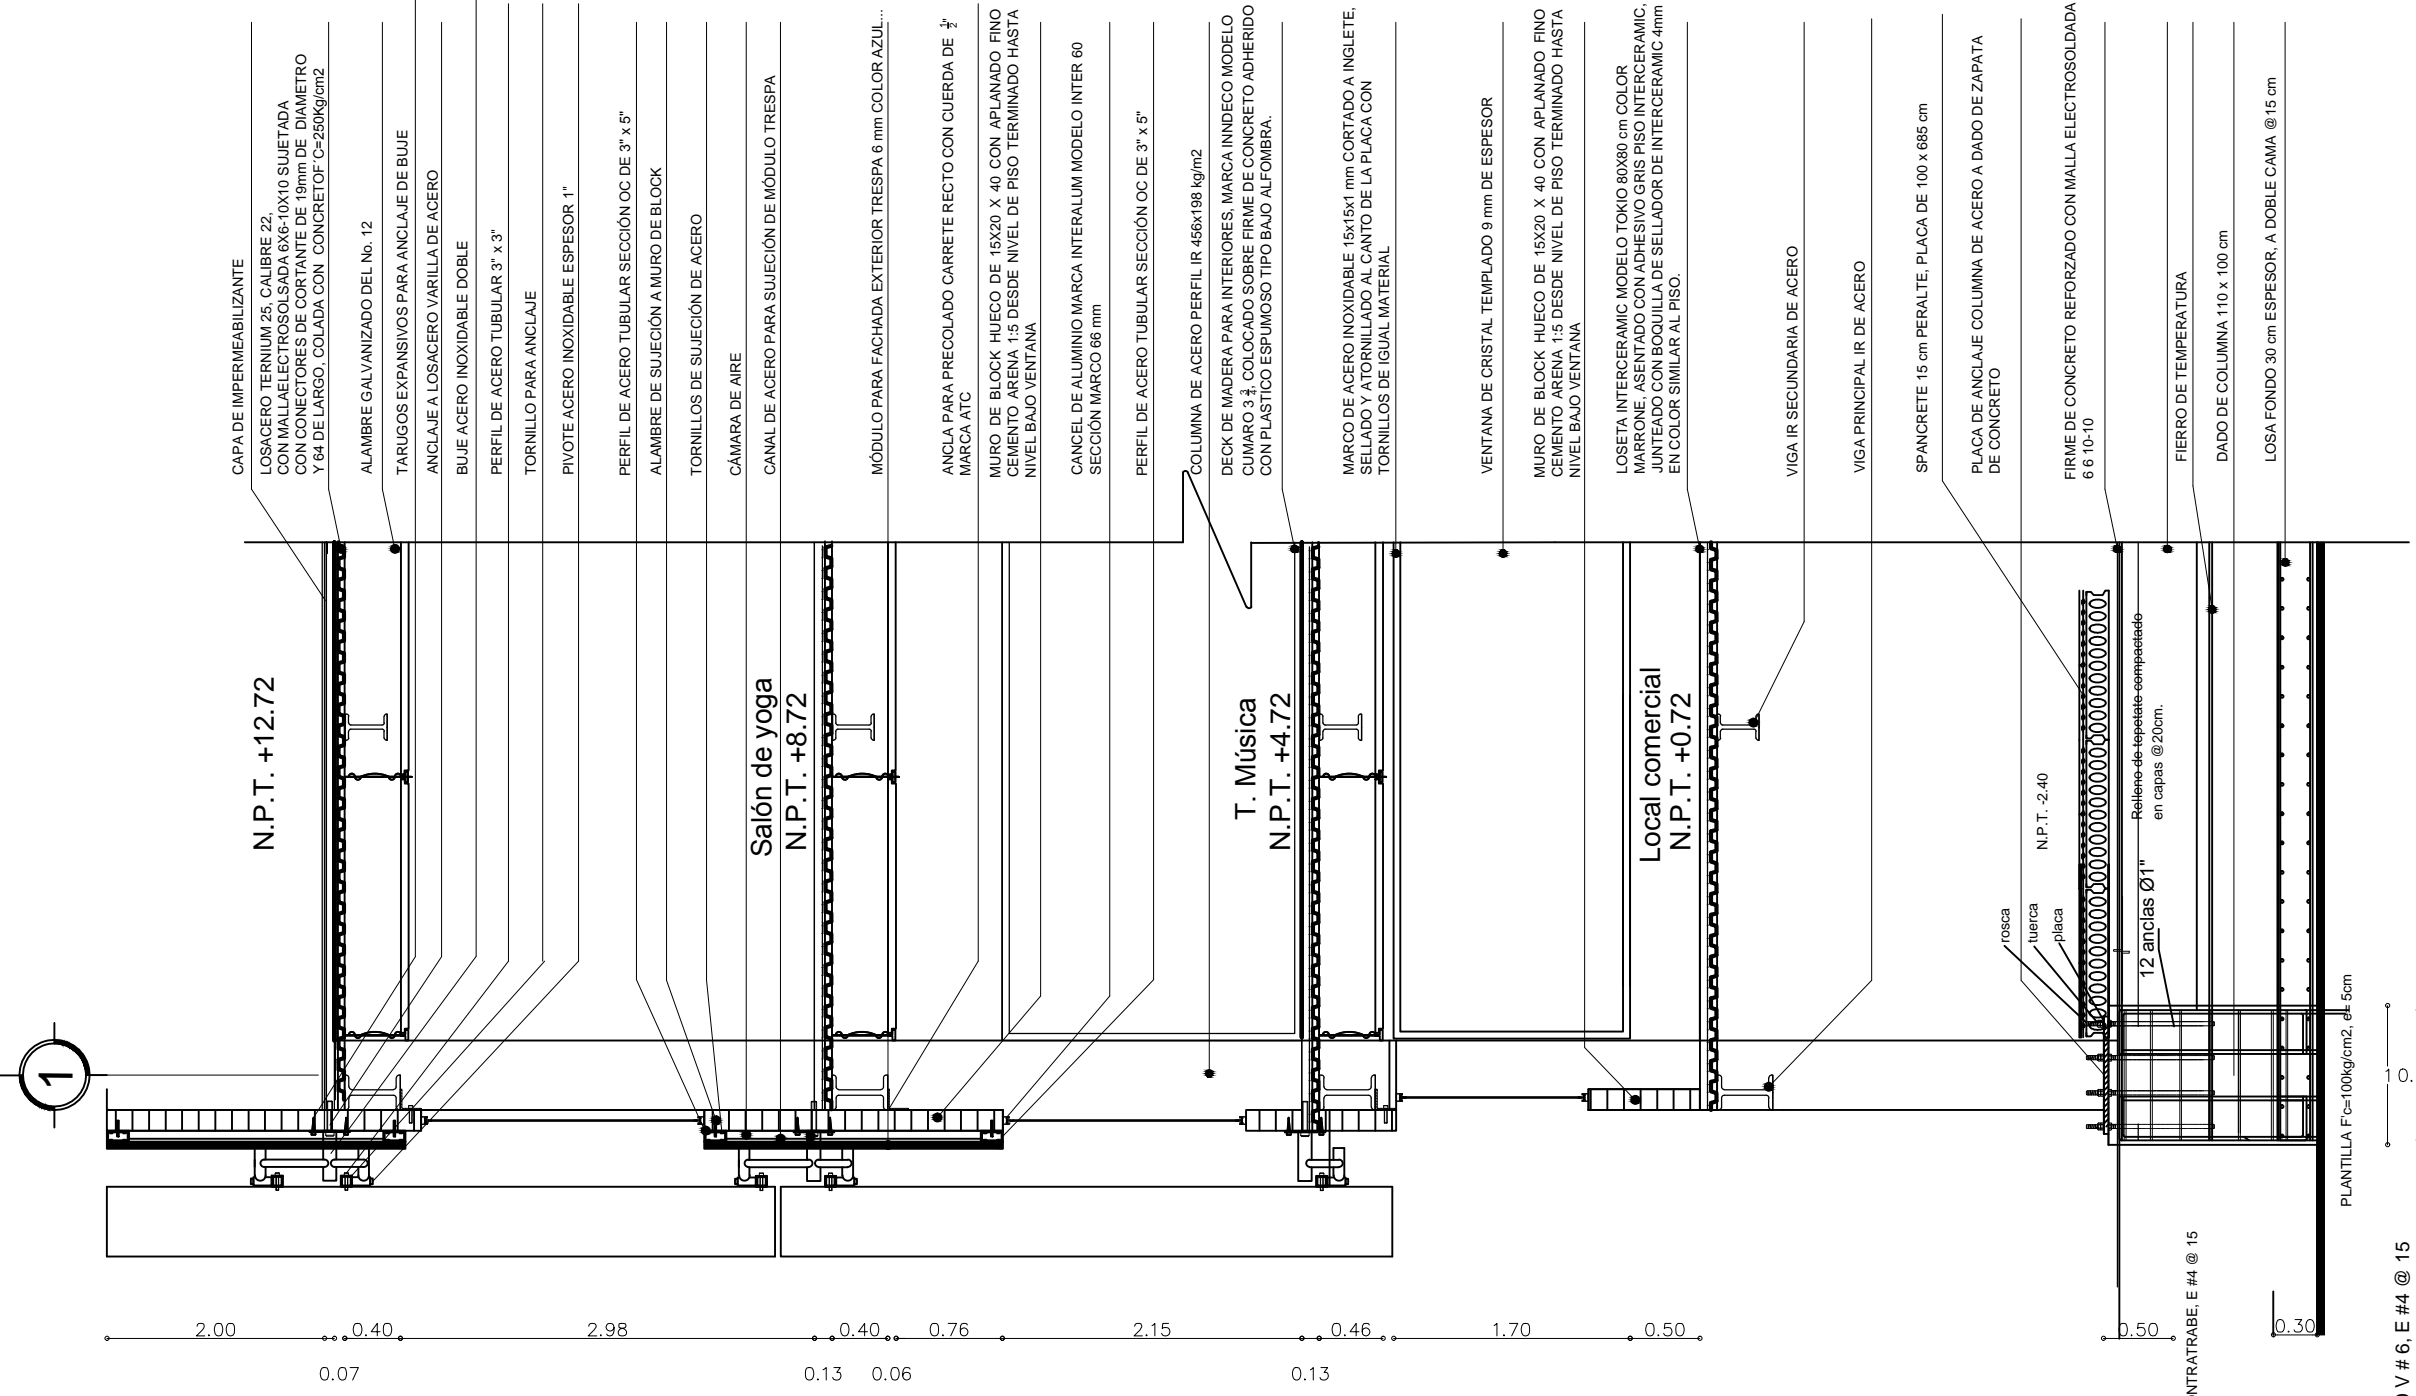 CAPA DE IMPERMEABILIZANTE
LOSACERO TERNIUM 25, CALIBRE 22,
CON MALLAELECTROSOLSADA 6X6-10X10 SUJETADA
CON CONECTORES DE CORTANTE DE 19mm DE DIAMETRO
Y 64 DE LARGO, COLADA CON CONCRETOF´C=250Kg/cm2
ALAMBRE GALVANIZADO DEL No. 12
TARUGOS EXPANSIVOS PARA ANCLAJE DE BUJE
ANCLAJE A LOSACERO VARILLA DE ACERO
BUJE ACERO INOXIDABLE DOBLE
PERFIL DE ACERO TUBULAR 3" x 3"
TORNILLO PARA ANCLAJE
PIVOTE ACERO INOXIDABLE ESPESOR 1"
PERFIL DE ACERO TUBULAR SECCIÓN OC DE 3" x 5"
ALAMBRE DE SUJECIÓN A MURO DE BLOCK
TORNILLOS DE SUJECIÓN DE ACERO
CÁMARA DE AIRE
CANAL DE ACERO PARA SUJECIÓN DE MÓDULO TRESPA
MÓDULO PARA FACHADA EXTERIOR TRESPA 6 mm COLOR AZUL...
ANCLA PARA PRECOLADO CARRETE RECTO CON CUERDA DE ½"
MARCA ATC
MURO DE BLOCK HUECO DE 15X20 X 40 CON APLANADO FINO
CEMENTO ARENA 1:5 DESDE NIVEL DE PISO TERMINADO HASTA
NIVEL BAJO VENTANA
CANCEL DE ALUMINIO MARCA INTERALUM MODELO INTER 60
SECCIÓN MARCO 66 mm
PERFIL DE ACERO TUBULAR SECCIÓN OC DE 3" x 5"
COLUMNA DE ACERO PERFIL IR 456x198 kg/m2
DECK DE MADERA PARA INTERIORES, MARCA INNDECO MODELO
CUMARO 3 ¾, COLOCADO SOBRE FIRME DE CONCRETO ADHERIDO
CON PLASTICO ESPUMOSO TIPO BAJO ALFOMBRA.
MARCO DE ACERO INOXIDABLE 15x15x1 mm CORTADO A INGLETE,
SELLADO Y ATORNILLADO AL CANTO DE LA PLACA CON
TORNILLOS DE IGUAL MATERIAL
VENTANA DE CRISTAL TEMPLADO 9 mm DE ESPESOR
MURO DE BLOCK HUECO DE 15X20 X 40 CON APLANADO FINO
CEMENTO ARENA 1:5 DESDE NIVEL DE PISO TERMINADO HASTA
NIVEL BAJO VENTANA
LOSETA INTERCERAMIC MODELO TOKIO 80X80 cm COLOR
MARRONE, ASENTADO CON ADHESIVO GRIS PISO INTERCERAMIC,
JUNTEADO CON BOQUILLA DE SELLADOR DE INTERCERAMIC 4mm
EN COLOR SIMILAR AL PISO.
VIGA IR SECUNDARIA DE ACERO
VIGA PRINCIPAL IR DE ACERO
SPANCRETE 15 cm PERALTE, PLACA DE 100 x 685 cm
PLACA DE ANCLAJE COLUMNA DE ACERO A DADO DE ZAPATA
DE CONCRETO
FIRME DE CONCRETO REFORZADO CON MALLA ELECTROSOLDADA
6 6 10-10
FIERRO DE TEMPERATURA
DADO DE COLUMNA 110 x 100 cm
LOSA FONDO 30 cm ESPESOR, A DOBLE CAMA @15 cm
N.P.T. +12.72
Salón de yoga
N.P.T. +8.72
T. Música
N.P.T. +4.72
Local comercial
N.P.T. +0.72
N.P.T. -2.40
Relleno de tepetate compactado
en capas @20cm.
rosca
tuerca
placa
12 anclas Ø1"
1
PLANTILLA F'c=100kg/cm2, e= 5cm
10.
NTRATRABE, E #4 @ 15
V # 6, E #4 @ 15
2.00
0.40
2.98
0.40
0.76
2.15
0.46
1.70
0.50
0.50
0.30
0.07
0.13
0.06
0.13